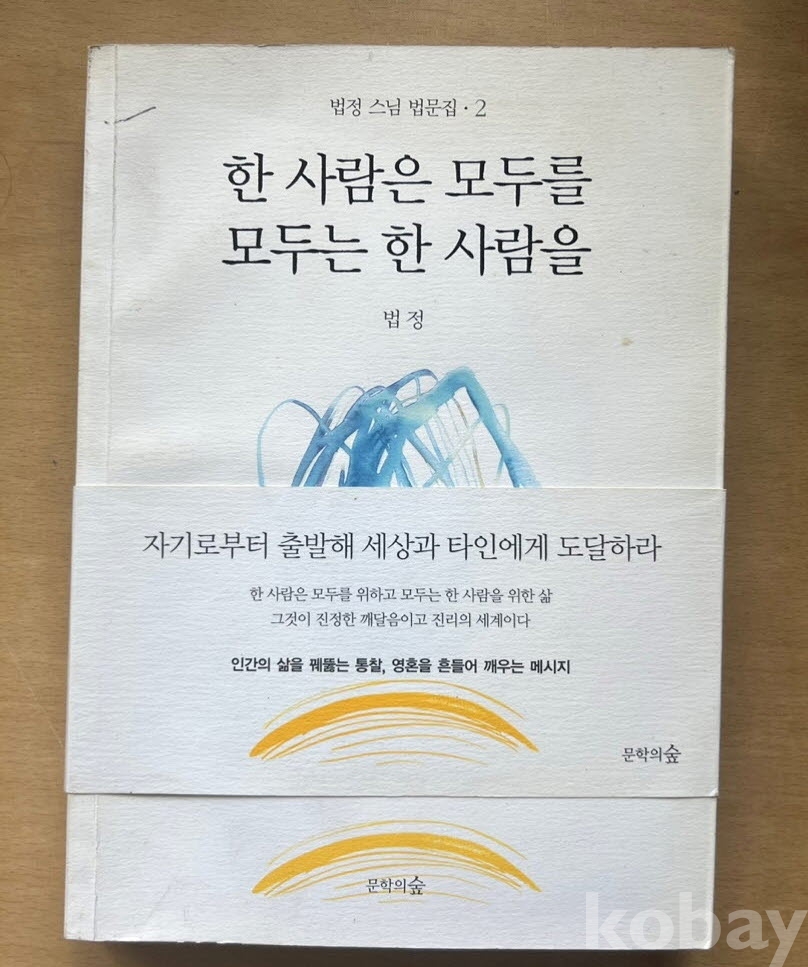 법정 스님 법문집 · 2
한 사람은 모두를
모두는 한 사람을
법정
자기로부터 출발해 세상과 타인에게 도달하라
한 사람은 모두를 위하고 모두는 한 사람을 위한 삶
그것이 진정한 깨달음이고 진리의 세계이다
인간의 삶을 꿰뚫는 통찰, 영혼을 흔들어 깨우는 메시지
문학의숲
문학의숲
kobay